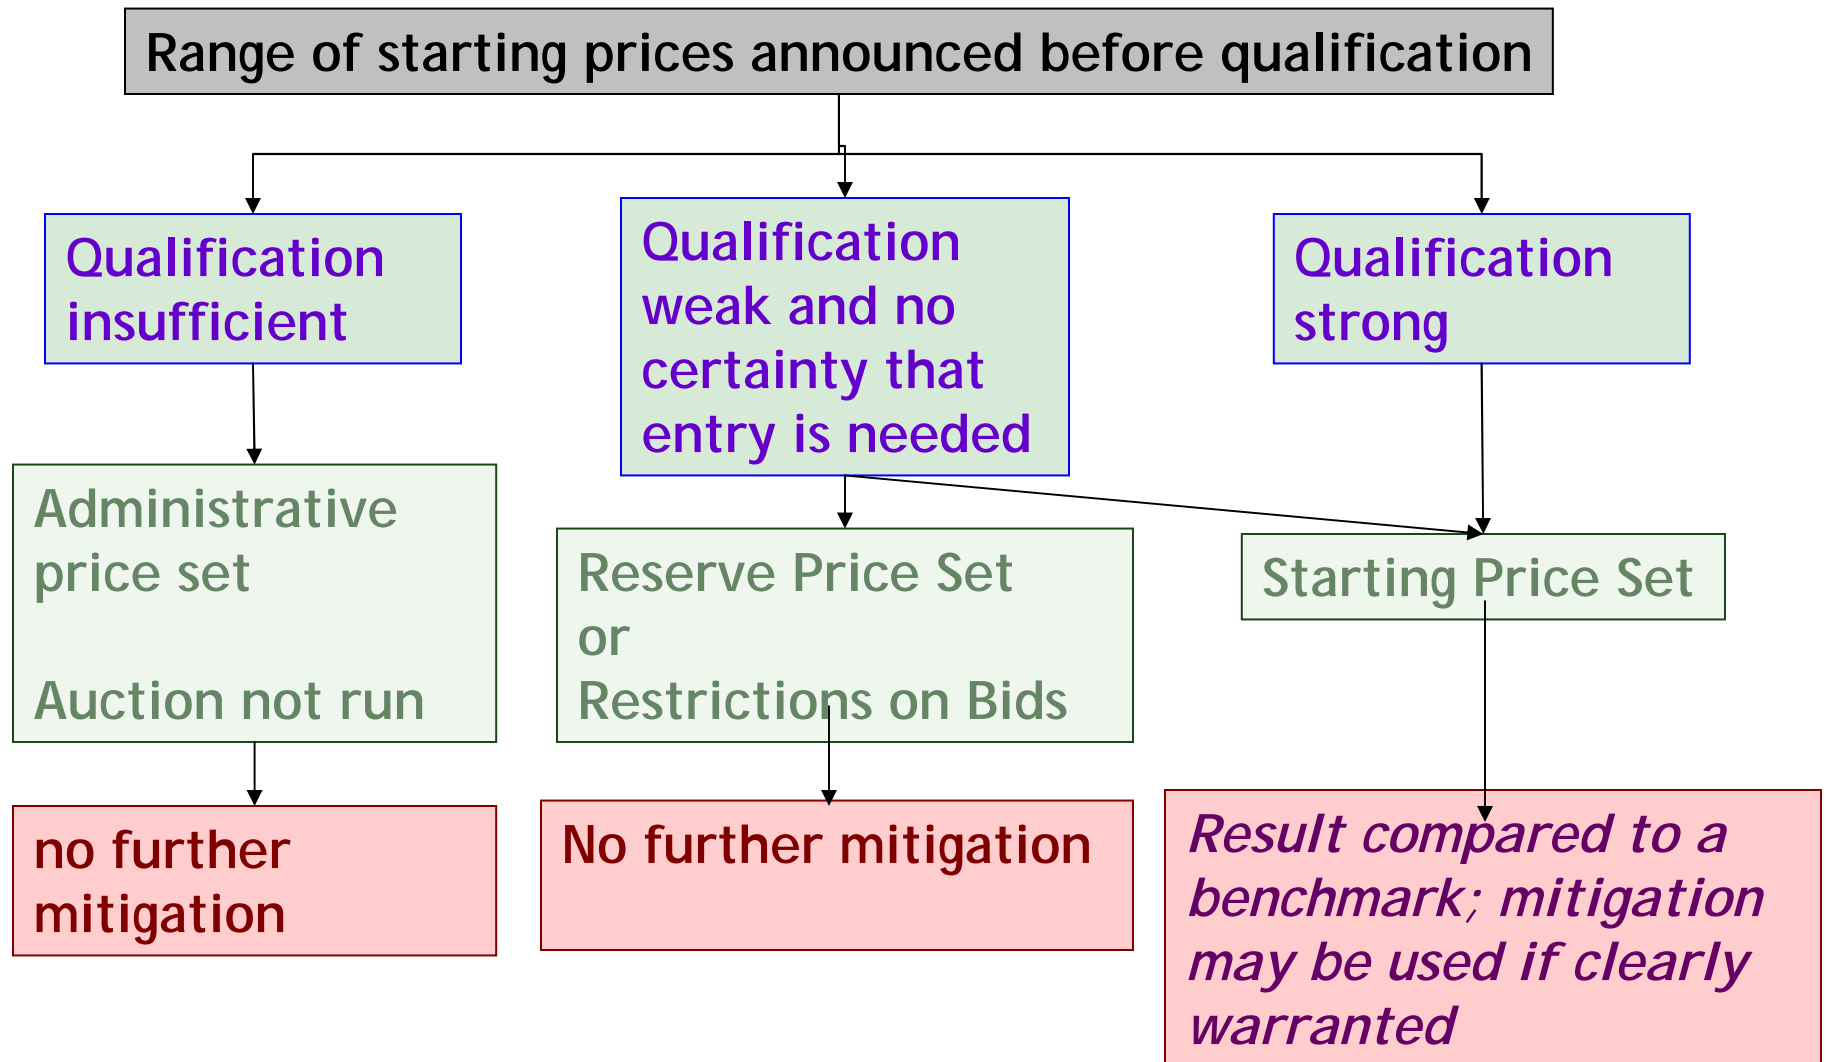 Range of starting prices announced before qualification
Qualification
insufficient
Qualification
weak and no
certainty that
entry is needed
Qualification
strong
Administrative
price set
Auction not run
Reserve Price Set
or
Restrictions on Bids
Starting Price Set
no further
mitigation
No further mitigation
Result compared to a
benchmark; mitigation
may be used if clearly
warranted